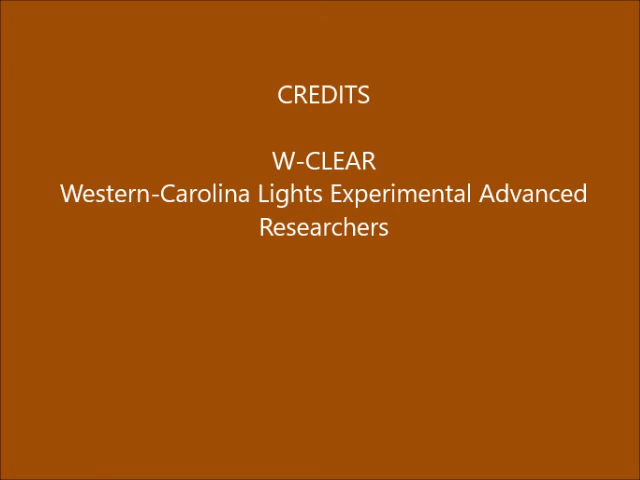 CREDITS
W-CLEAR
Western-Carolina Lights Experimental Advanced
Researchers